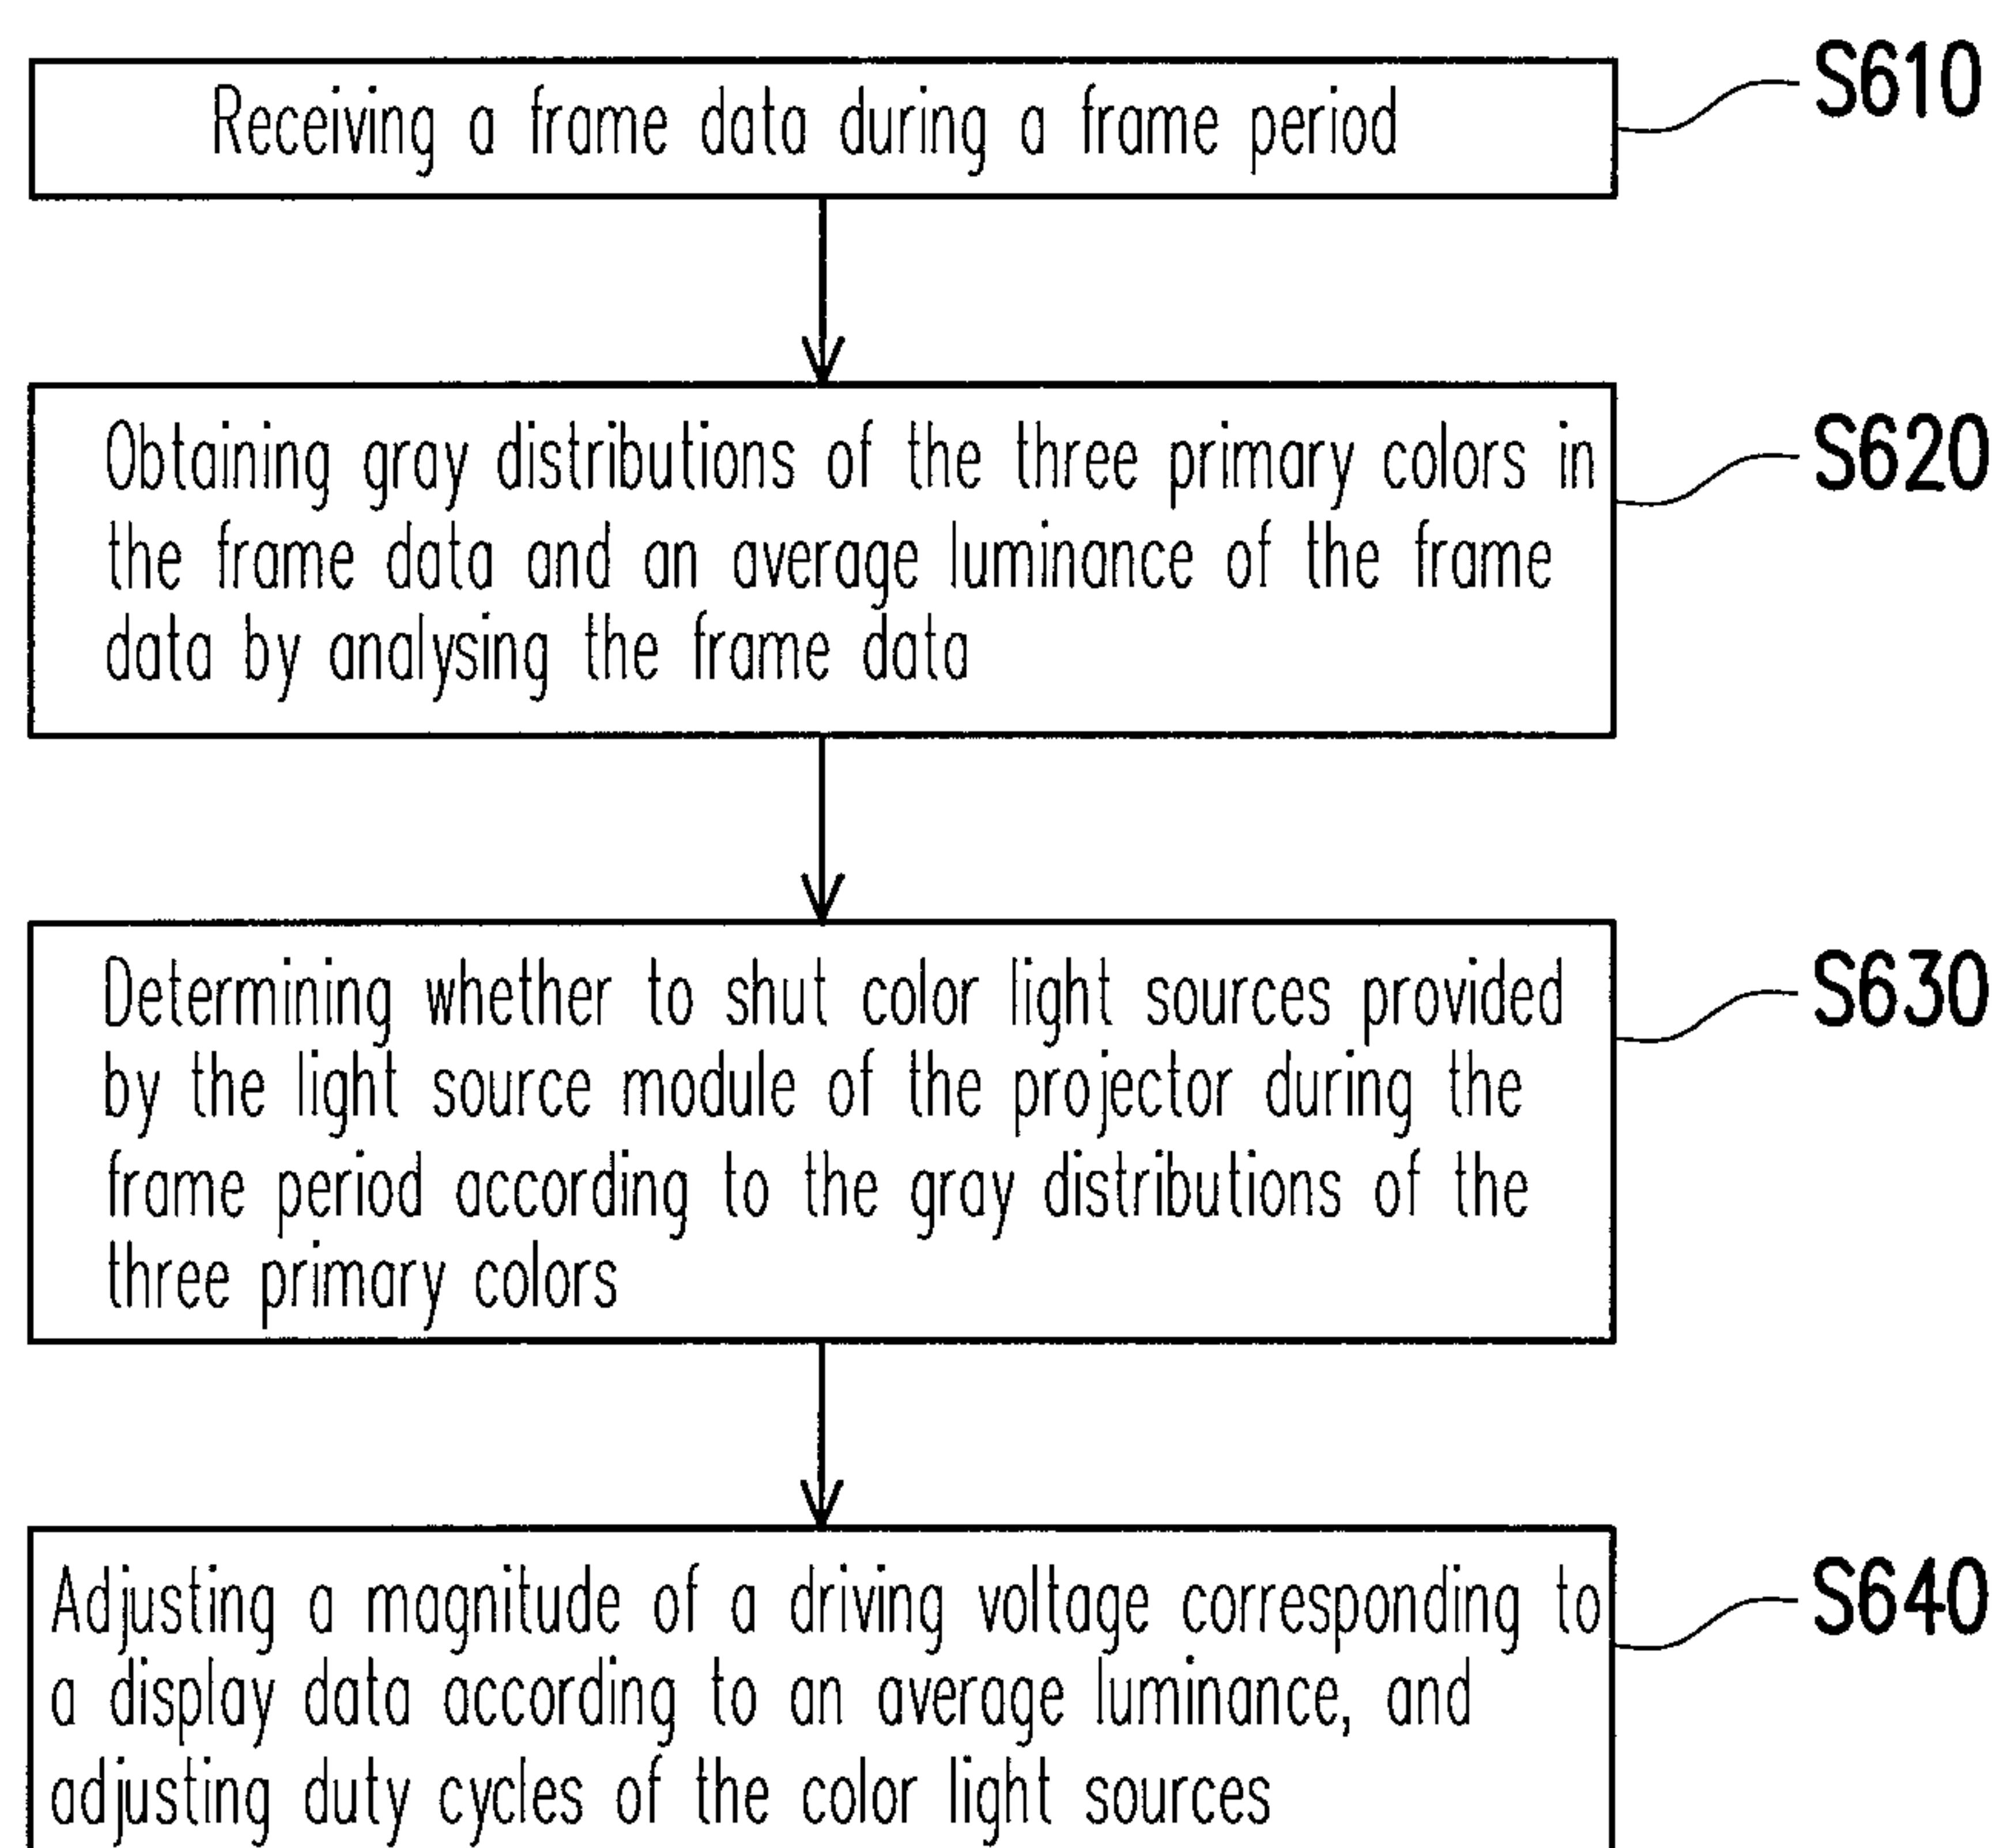 Receiving a frame data during a frame period
S610
Obtaining gray distributions of the three primary colors in
the frame data and an average luminance of the frame
data by analysing the frame data
S620
Determining whether to shut color light sources provided
by the light source module of the projector during the
frame period according to the gray distributions of the
three primary colors
S630
Adjusting a magnitude of a driving voltage corresponding to
a display data according to an average luminance, and
adjusting duty cycles of the color light sources
S640